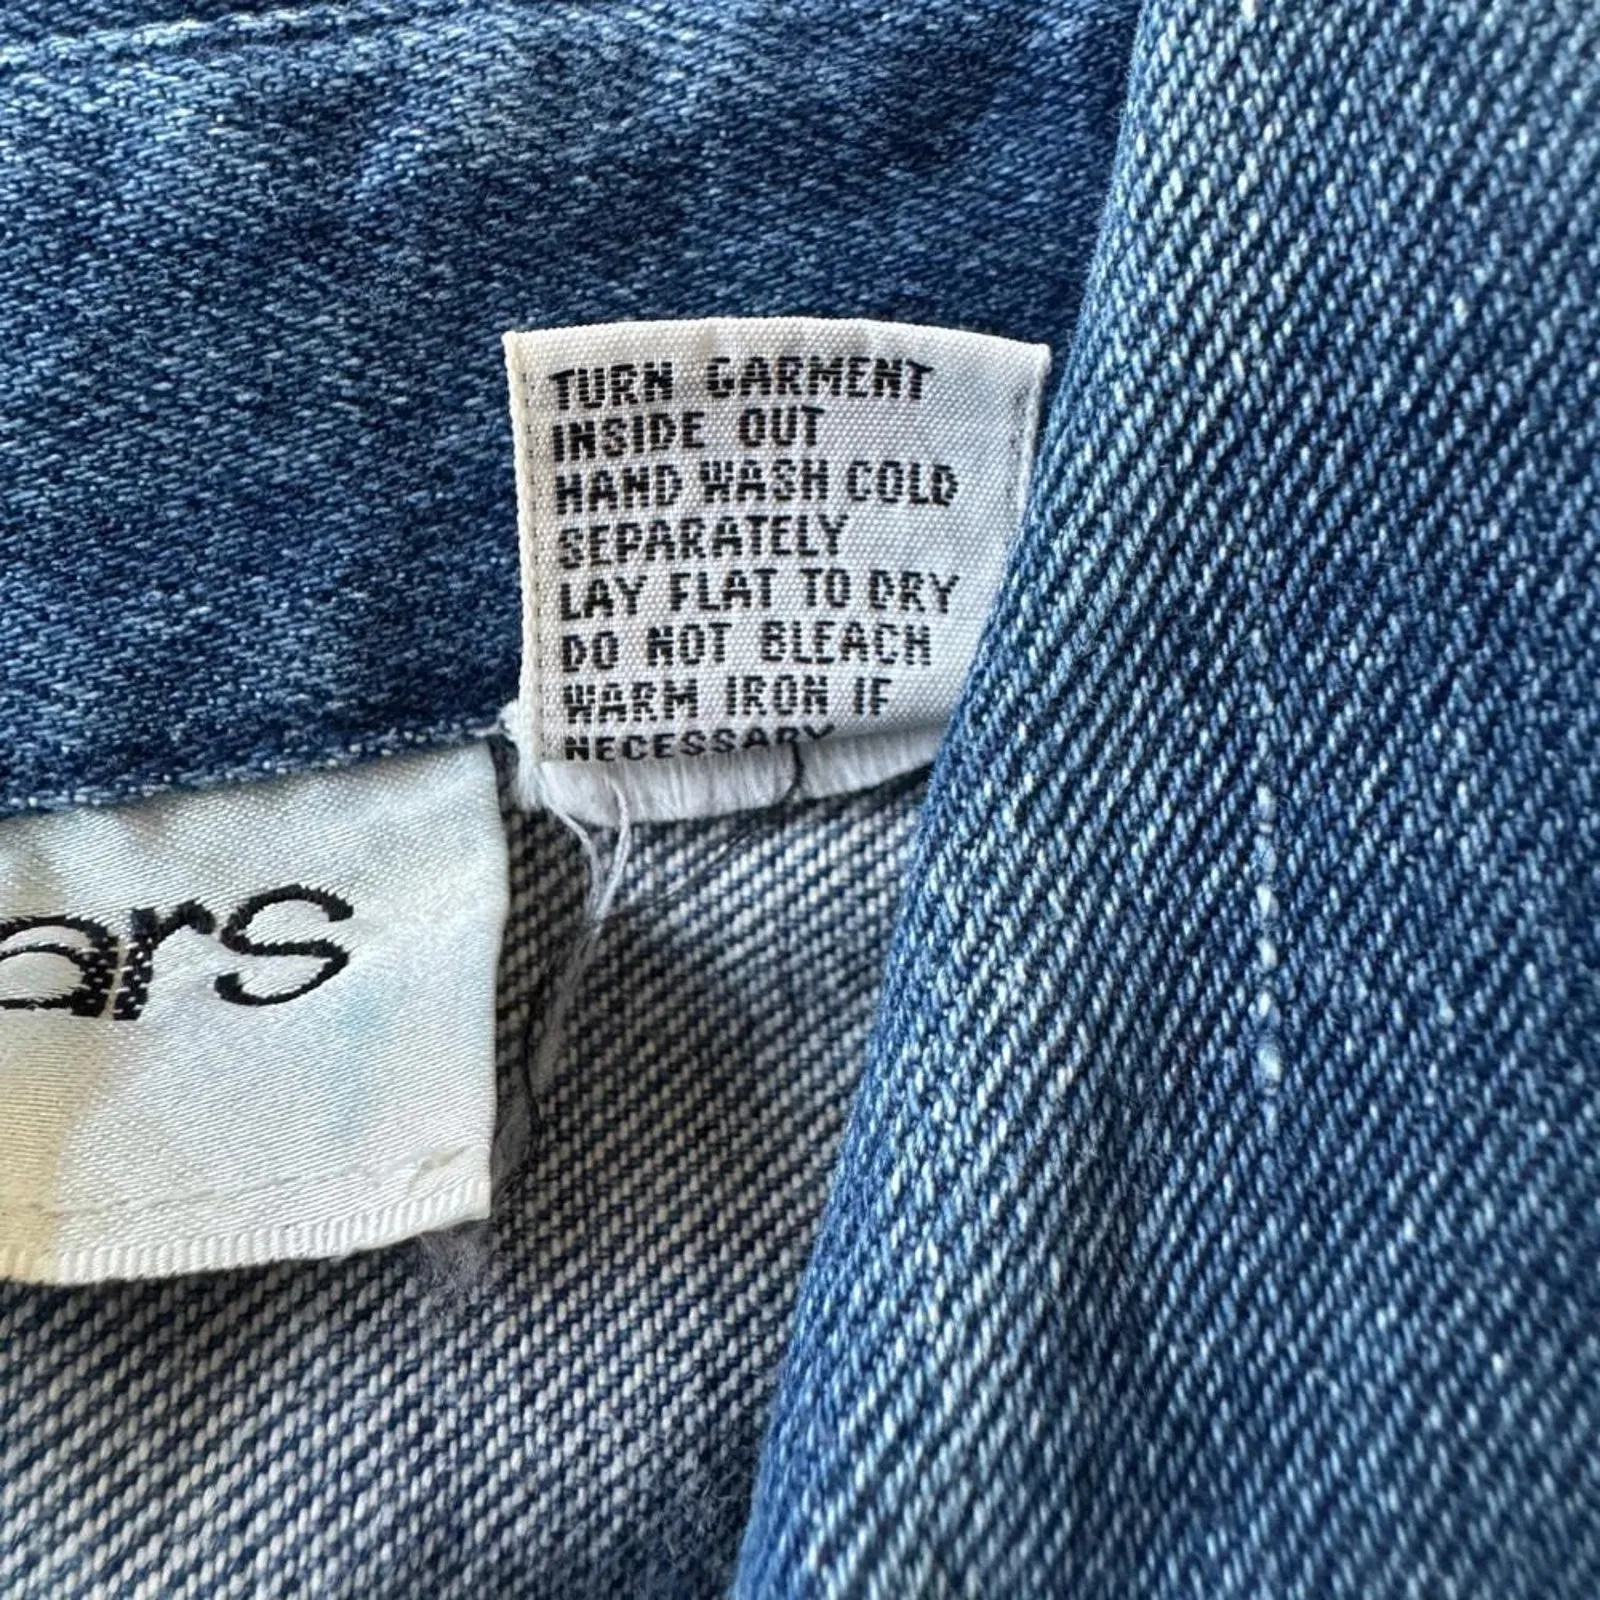 TURN GARMENT
INSIDE OUT
HAND WASH COLD
SEPARATELY
LAY FLAT TO DRY
DO NOT BLEACH
WARM IRON IF
NECESSARY
ars